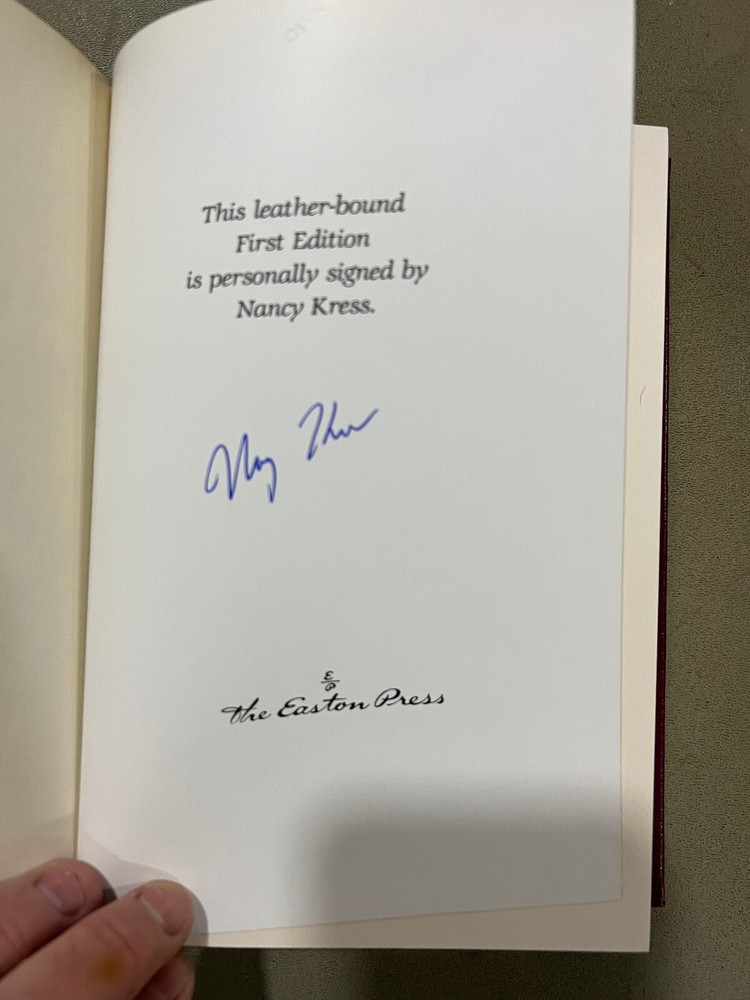 This leather-bound
First Edition
is personally signed by
Nancy Kress.
E
P
The Easton Press